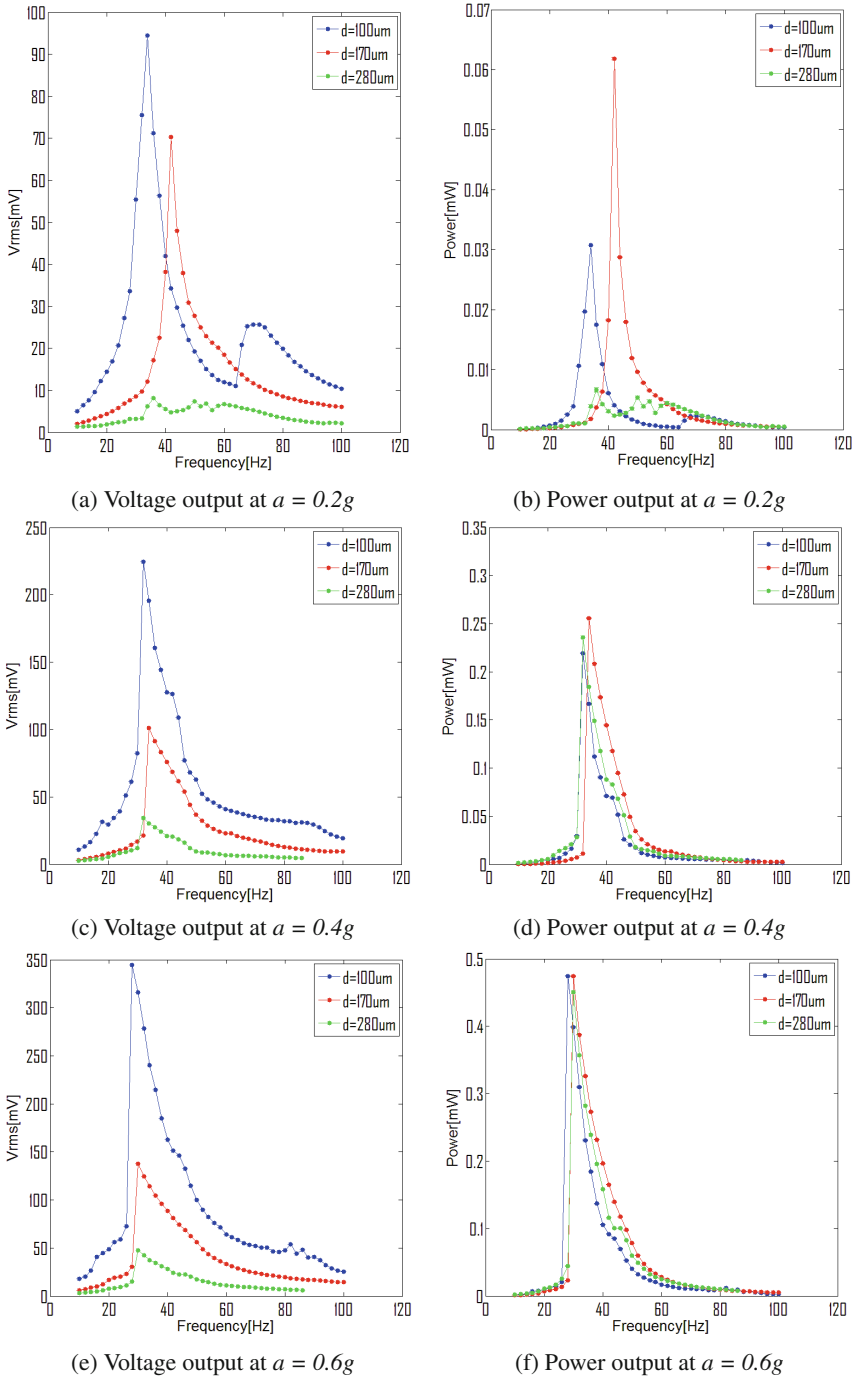 100
90
80
70
60
50
40
30
20
10
0
0 20 40 60 80 100 120
Vrms[mV]
Frequency[Hz]
d=100um
d=170um
d=280um
(a) Voltage output at a = 0.2g
0.07
0.06
0.05
0.04
0.03
0.02
0.01
0
0 20 40 60 80 100 120
Power[mW]
Frequency[Hz]
d=100um
d=170um
d=280um
(b) Power output at a = 0.2g
250
200
150
100
50
0
0 20 40 60 80 100 120
Vrms[mV]
Frequency[Hz]
d=100um
d=170um
d=280um
(c) Voltage output at a = 0.4g
0.35
0.3
0.25
0.2
0.15
0.1
0.05
0
0 20 40 60 80 100 120
Power[mW]
Frequency[Hz]
d=100um
d=170um
d=280um
(d) Power output at a = 0.4g
350
300
250
200
150
100
50
0
0 20 40 60 80 100 120
Vrms[mV]
Frequency[Hz]
d=100um
d=170um
d=280um
(e) Voltage output at a = 0.6g
0.5
0.4
0.3
0.2
0.1
0
0 20 40 60 80 100 120
Power[mW]
Frequency[Hz]
d=100um
d=170um
d=280um
(f) Power output at a = 0.6g